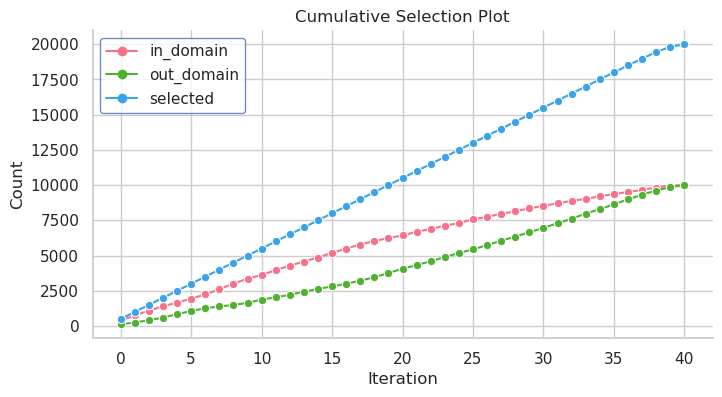 Cumulative Selection Plot
in_domain
out_domain
selected
Count
20000
17500
15000
12500
10000
7500
5000
2500
0
0 5 10 15 20 25 30 35 40
Iteration